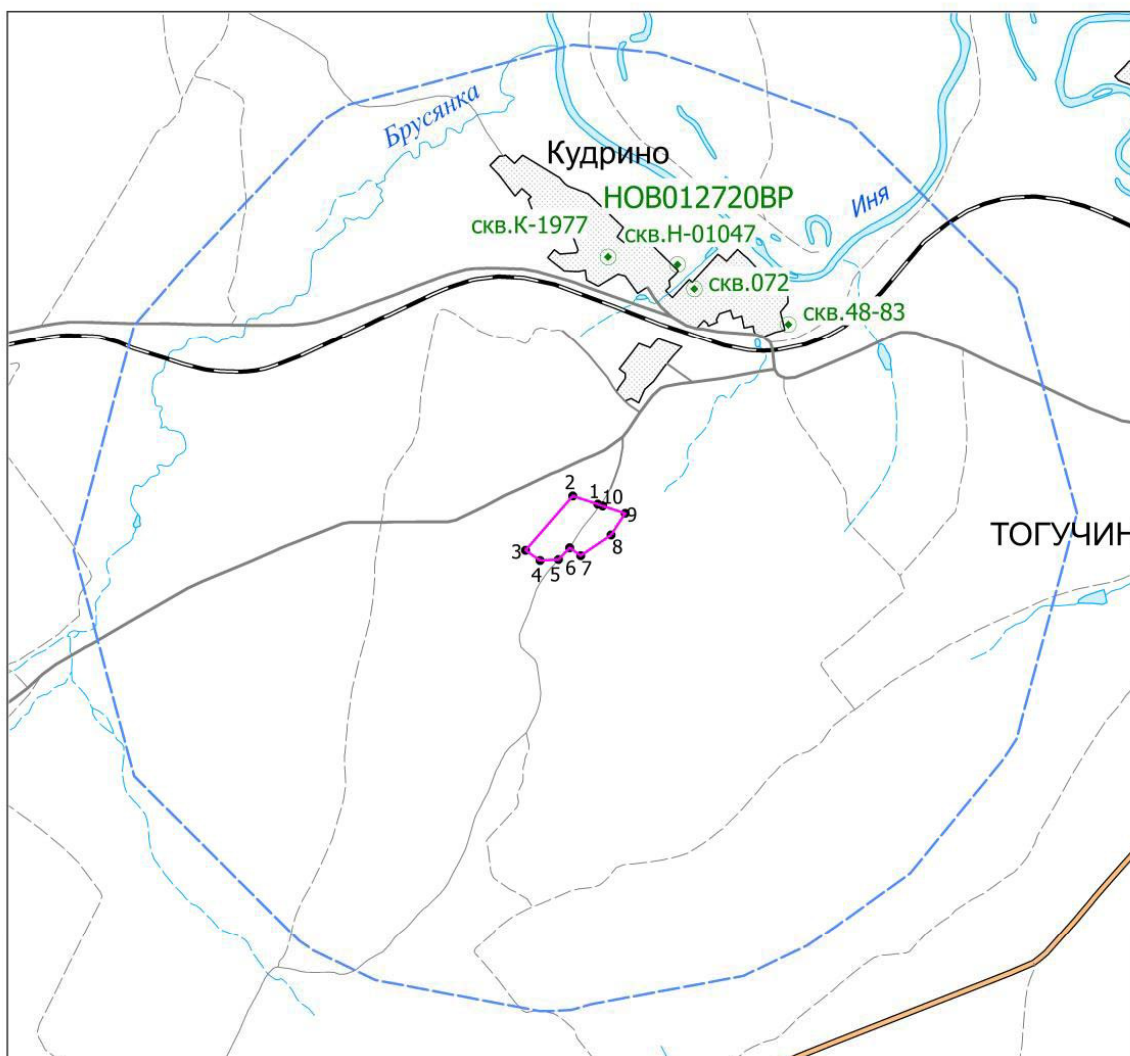 Брусянка
Кудрино
НОВ012720ВР
Иня
скв.К-1977
скв.Н-01047
скв.072
скв.48-83
2
1
10
9
ТОГУЧИН
8
3
4
5
6
7